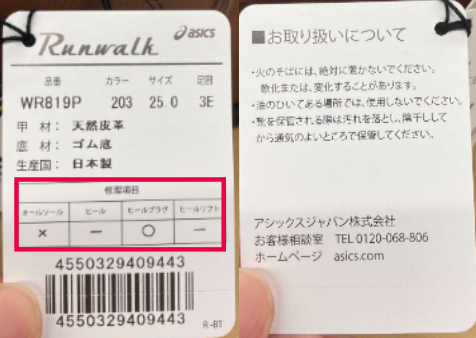 Runwalk asics
品番 カラー サイズ 足囲
WR819P 203 25.0 3E
甲 材: 天然皮革
底 材: ゴム底
生産国: 日本製
修理項目
オールソール ヒール ヒールプラグ ヒールリフト
× ー ○ ー
4550329409443
4550329409443
8-BT
■お取り扱いについて
・火のそばには、絶対に置かないでください。
軟化または、変化することがあります。
・油のひいてある場所では、使用しないでください。
・靴を保管される際は汚れを落とし、陰干しして
から通気のよいところで保管してください。
アシックスジャパン株式会社
お客様相談室 TEL 0120-068-806
ホームページ asics.com